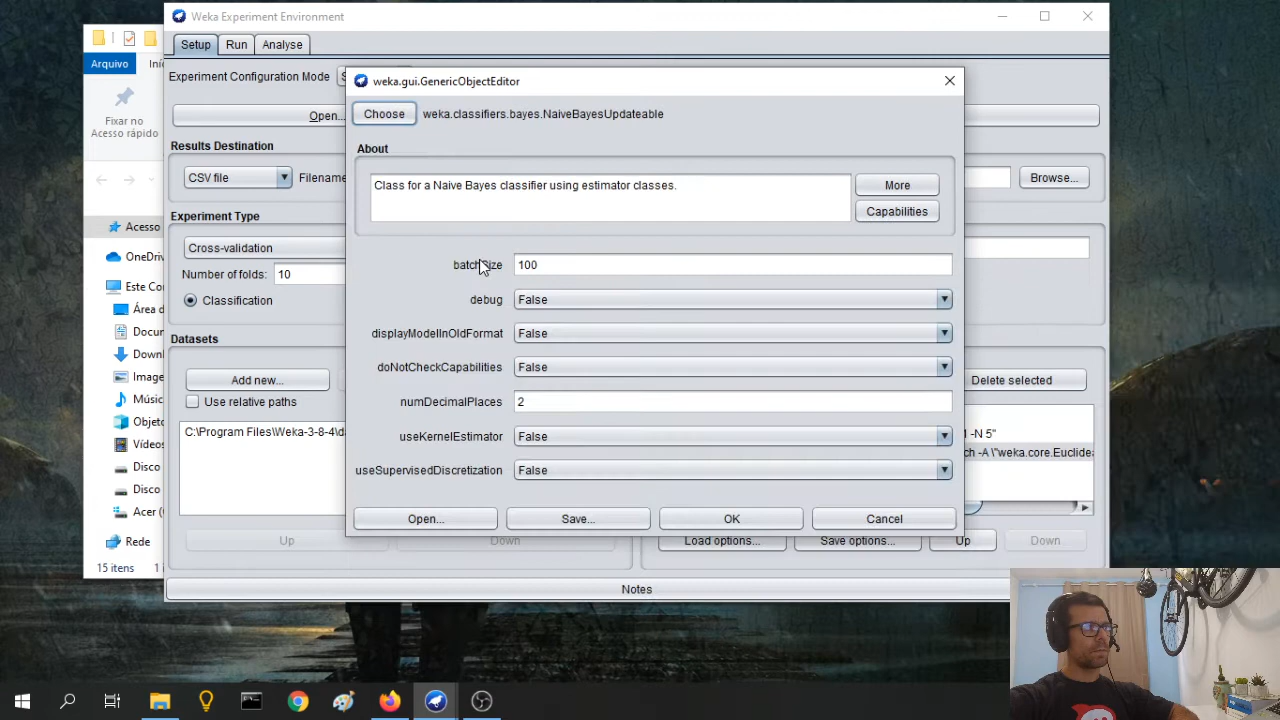 Weka Experiment Environment
Arquivo
Fixar no
Acesso rápido
Acesso
OneDriv
Este Co
Área d
Docum
Downl
Image
Músic
Objeto
Vídeos
Disco
Disco
Acer (
Rede
15 itens
Setup Run Analyse
Experiment Configuration Mode
Open...
Results Destination
CSV file Filename
Browse...
Experiment Type
Cross-validation
Number of folds: 10
Classification
Datasets
Add new...
Delete selected
Use relative paths
C:\Program Files\Weka-3-8-4\d
-N 5"
ch -A \"weka.core.Euclidea
Up Down
Load options... Save options... Up Down
Notes
weka.gui.GenericObjectEditor
Choose weka.classifiers.bayes.NaiveBayesUpdateable
About
Class for a Naive Bayes classifier using estimator classes.
More
Capabilities
batchSize 100
debug False
displayModelInOldFormat False
doNotCheckCapabilities False
numDecimalPlaces 2
useKernelEstimator False
useSupervisedDiscretization False
Open... Save... OK Cancel